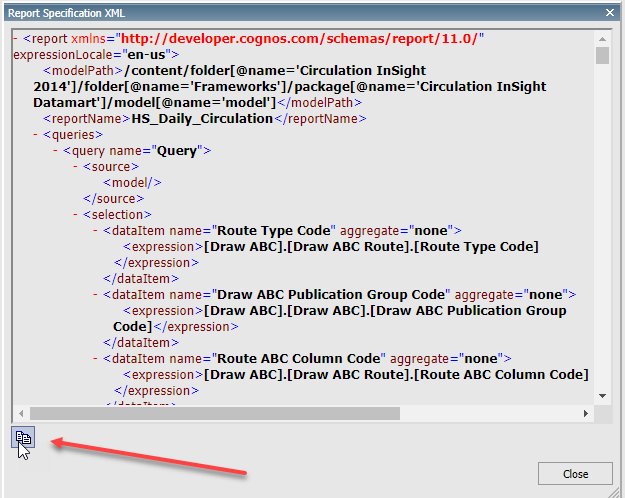 Report Specification XML
- <report xmlns="http://developer.cognos.com/schemas/report/11.0/"
expressionLocale="en-us">
<modelPath>/content/folder[@name='Circulation InSight
2014']/folder[@name='Frameworks']/package[@name='Circulation InSight
Datamart']/model[@name='model']</modelPath>
<reportName>HS_Daily_Circulation</reportName>
- <queries>
- <query name="Query">
- <source>
<model/>
</source>
- <selection>
- <dataItem name="Route Type Code" aggregate="none">
<expression>[Draw ABC].[Draw ABC Route].[Route Type Code]
</expression>
</dataItem>
- <dataItem name="Draw ABC Publication Group Code" aggregate="none">
<expression>[Draw ABC].[Draw ABC].[Draw ABC Publication Group
Code]</expression>
</dataItem>
- <dataItem name="Route ABC Column Code" aggregate="none">
<expression>[Draw ABC].[Draw ABC Route].[Route ABC Column Code]
</expression>
</dataItem>
Close